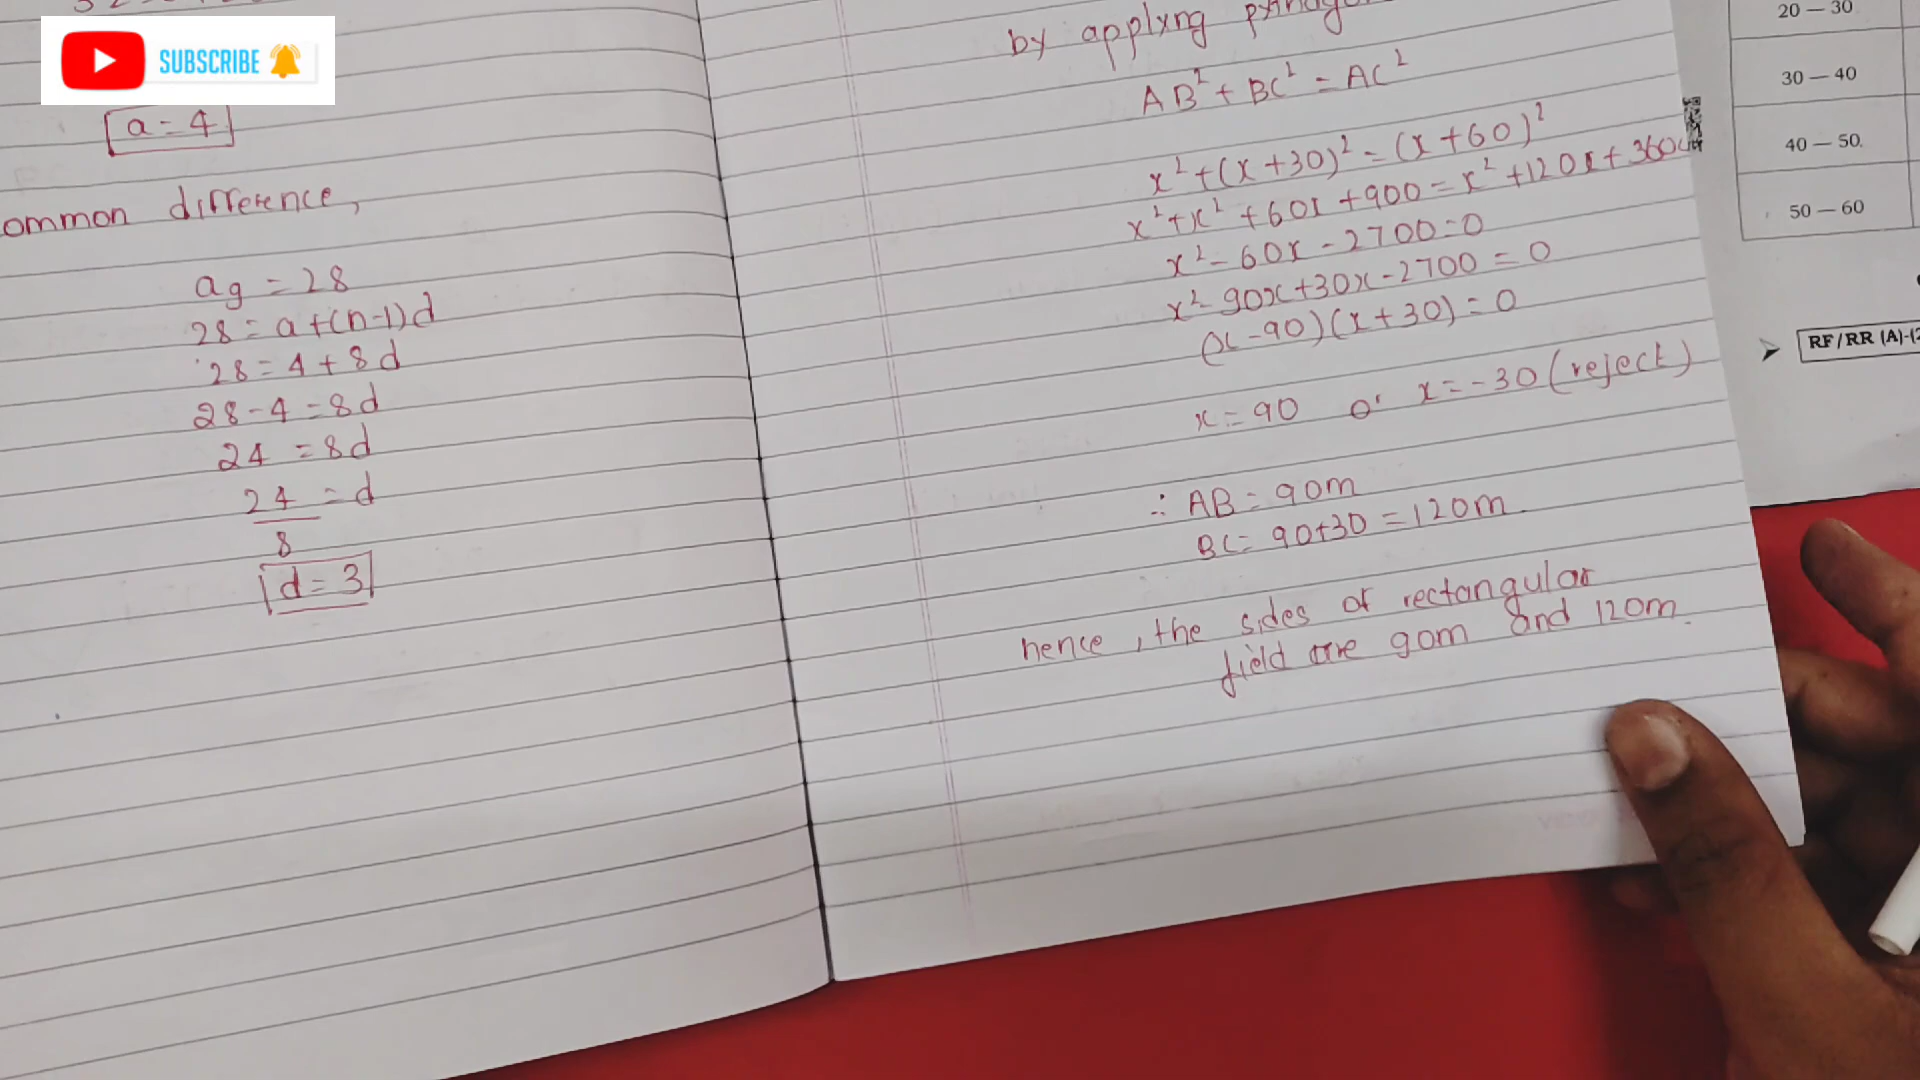 SUBSCRIBE
a = 4
ommon difference,
a9 = 28
28 = a+(n-1)d
28 = 4 + 8d
28 - 4 = 8d
24 = 8d
24 = d
8
d = 3
by applying
AB² + BC² = AC²
x² + (x+30)² = (x+60)²
x² + x² + 60x + 900 = x² + 120x + 3600
x² - 60x - 2700 = 0
x² - 90x + 30x - 2700 = 0
(x - 90) (x + 30) = 0
x = 90 or x = -30 (reject)
∴ AB = 90m
BC = 90+30 = 120m.
hence, the sides of rectangular
field are 90m and 120m.
20 — 30
30 — 40
40 — 50
50 — 60
RF/RR (A)-(2